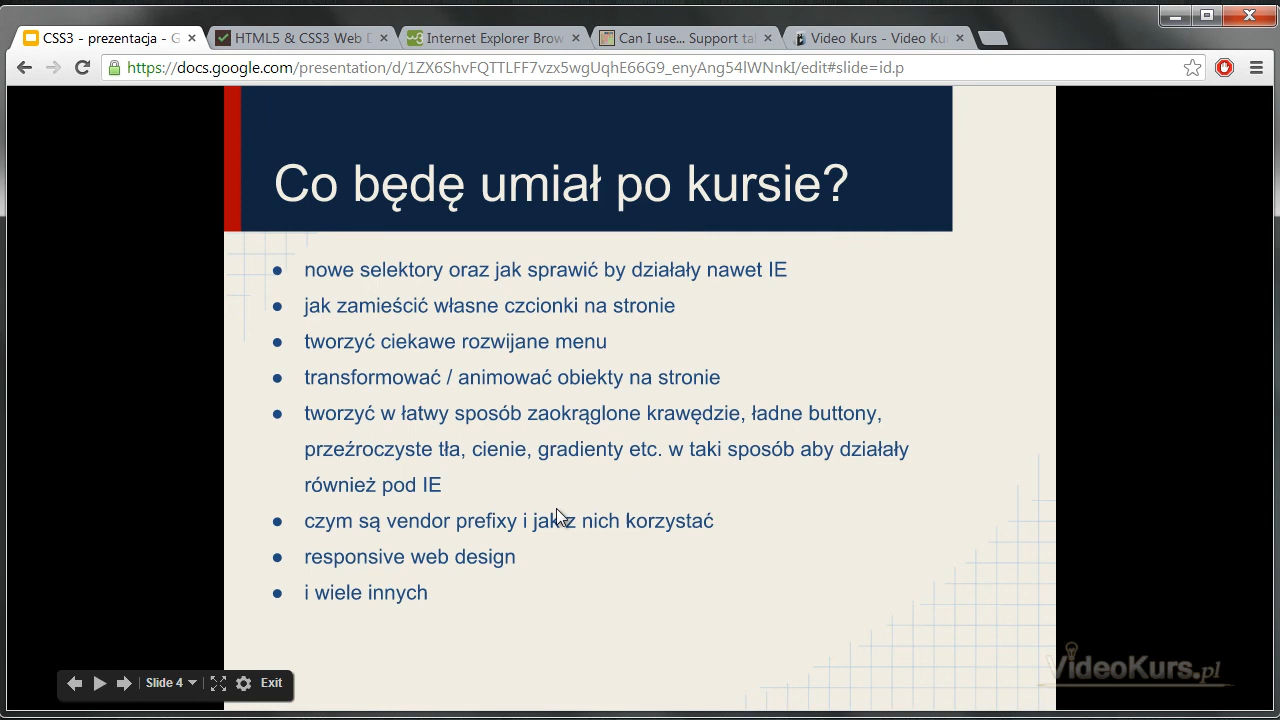 CSS3 - prezentacja - G
HTML5 & CSS3 Web D
Internet Explorer Brow
Can I use... Support tal
Video Kurs - Video Ku
https://docs.google.com/presentation/d/1ZX6ShvFQTTLFF7vzx5wgUqhE66G9_enyAng54lWNnkI/edit#slide=id.p
Co będę umiał po kursie?
● nowe selektory oraz jak sprawić by działały nawet IE
● jak zamieścić własne czcionki na stronie
● tworzyć ciekawe rozwijane menu
● transformować / animować obiekty na stronie
● tworzyć w łatwy sposób zaokrąglone krawędzie, ładne buttony,
przeźroczyste tła, cienie, gradienty etc. w taki sposób aby działały
również pod IE
● czym są vendor prefixy i jak z nich korzystać
● responsive web design
● i wiele innych
VideoKurs.pl
Slide 4
Exit